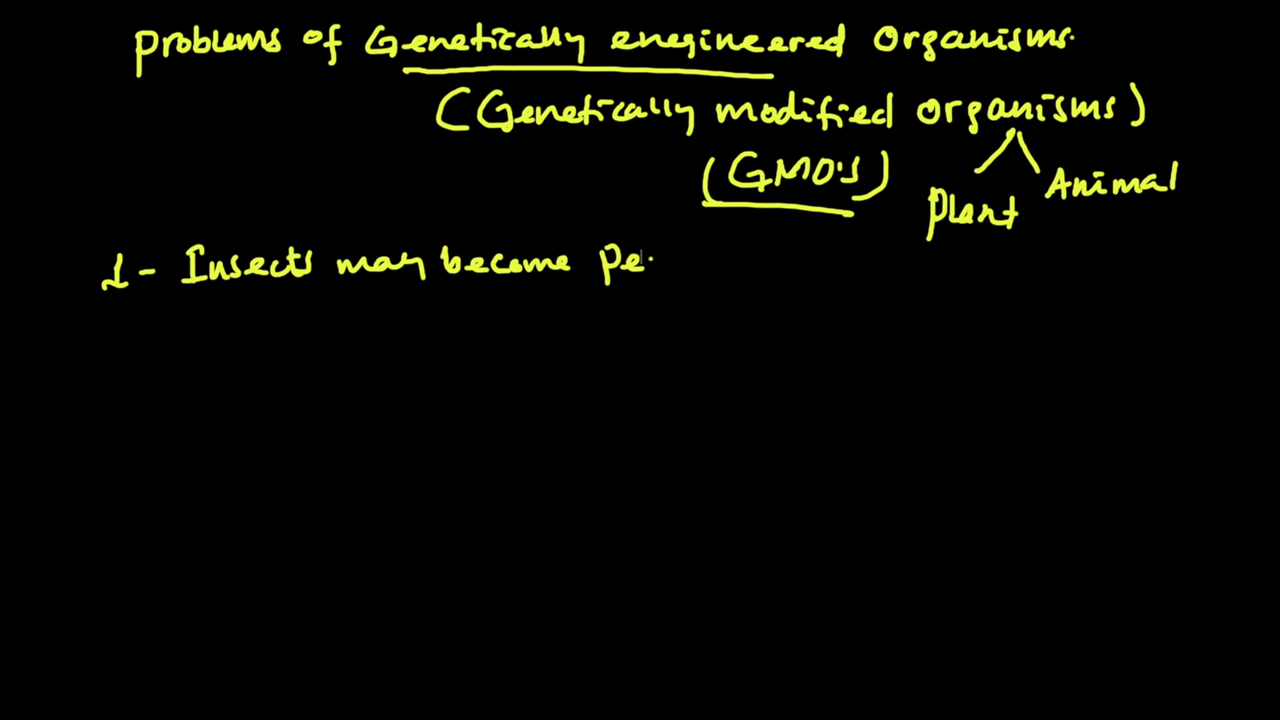 Problems of Genetically engineered Organisms.
(Genetically modified organisms)
(GMO's)
Plant
Animal
1- Insects may become Pe.